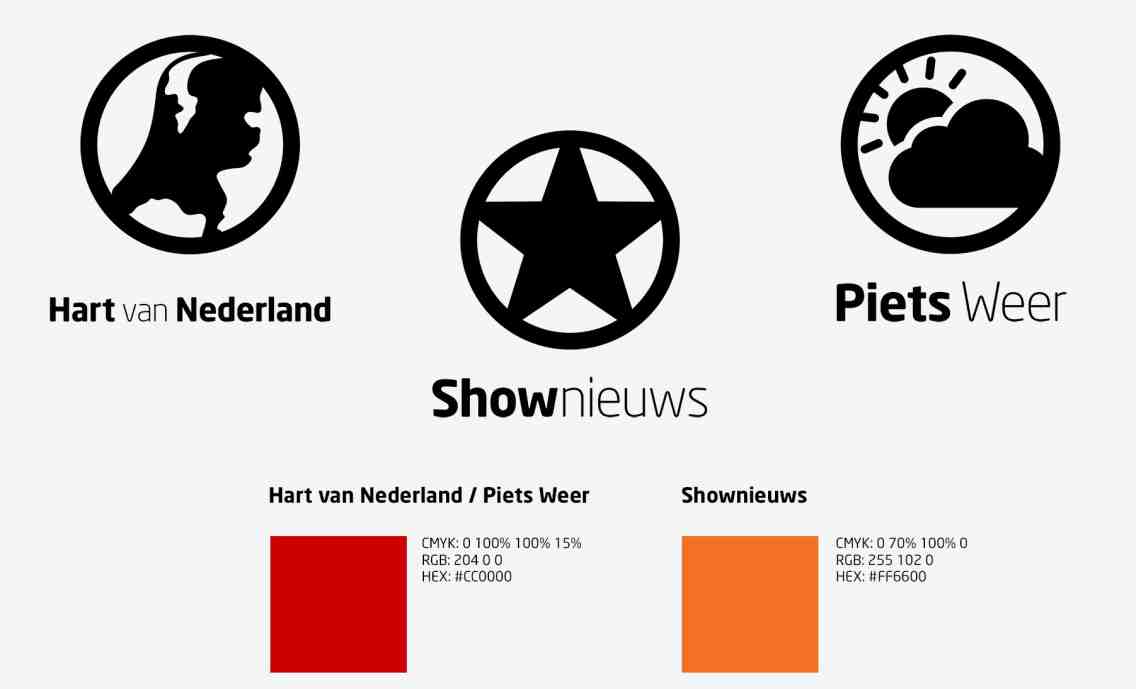 Hart van Nederland
Shownieuws
Piets Weer
Hart van Nederland / Piets Weer
CMYK: 0 100% 100% 15%
RGB: 204 0 0
HEX: #CC0000
Shownieuws
CMYK: 0 70% 100% 0
RGB: 255 102 0
HEX: #FF6600